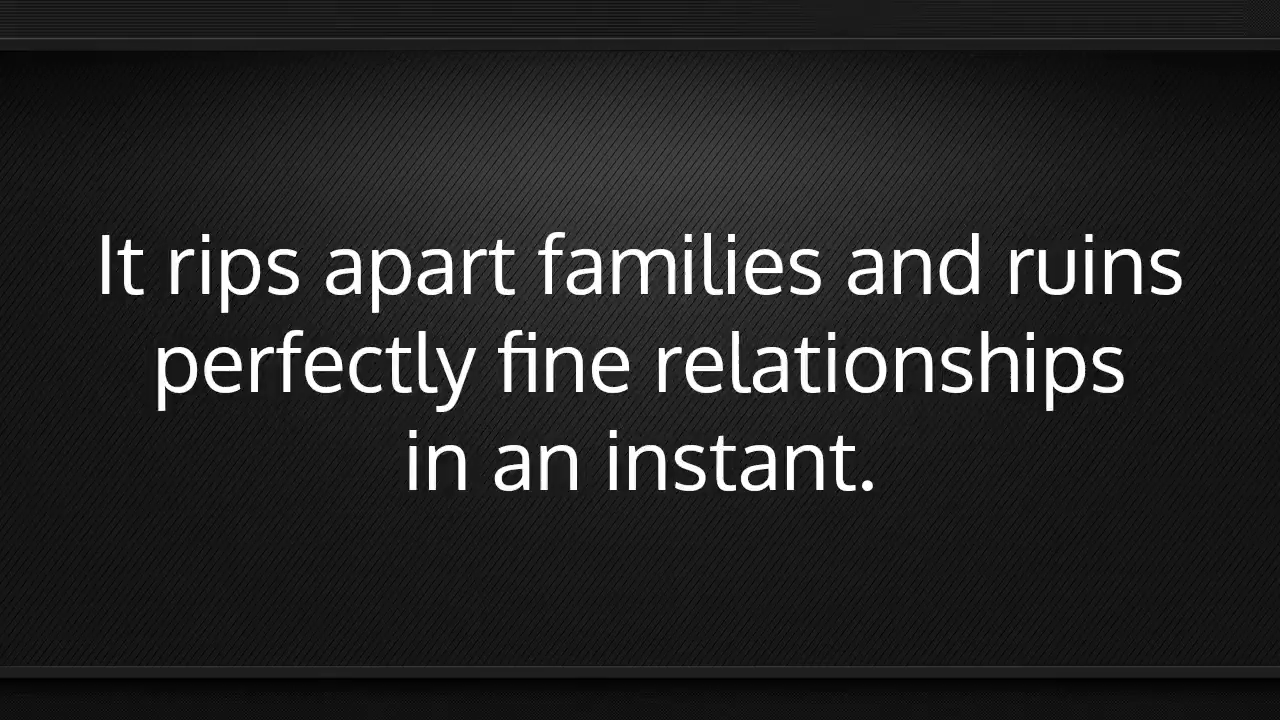 It rips apart families and ruins
perfectly fine relationships
in an instant.